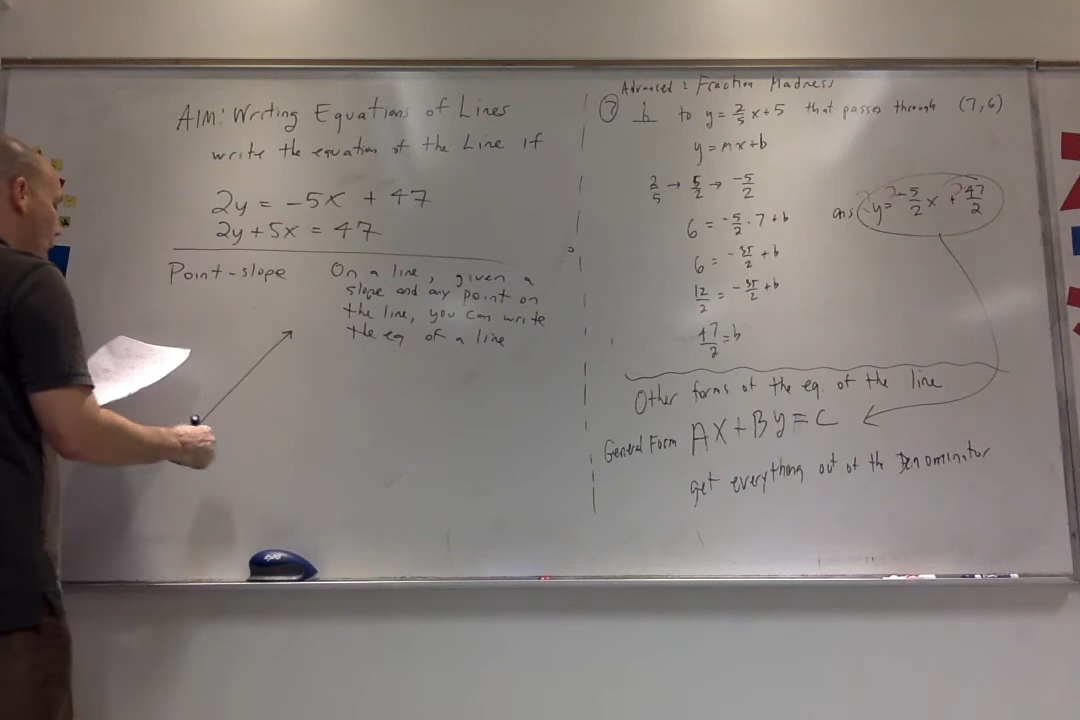 AIM: Writing Equations of Lines
write the equation of the Line if
2y = -5x + 47
2y + 5x = 47
Point-slope
On a line, given a
slope and any point on
the line, you can write
the eq of a line
Advanced : Fraction Madness
⑦ to y = 2/5 x + 5 that passes through (7,6)
y = mx + b
2/5 → 5/2 → -5/2
6 = -5/2 · 7 + b
6 = -35/2 + b
12/2 = -35/2 + b
47/2 = b
ans y = -5/2 x + 47/2
Other forms of the eq. of the line
General Form AX + By = C
get everything out of the Denominator